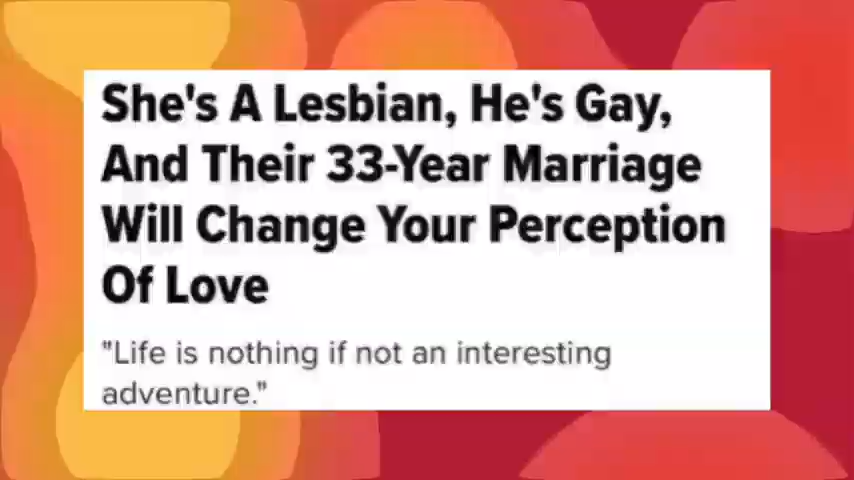 She's A Lesbian, He's Gay,
And Their 33-Year Marriage
Will Change Your Perception
Of Love
"Life is nothing if not an interesting
adventure."